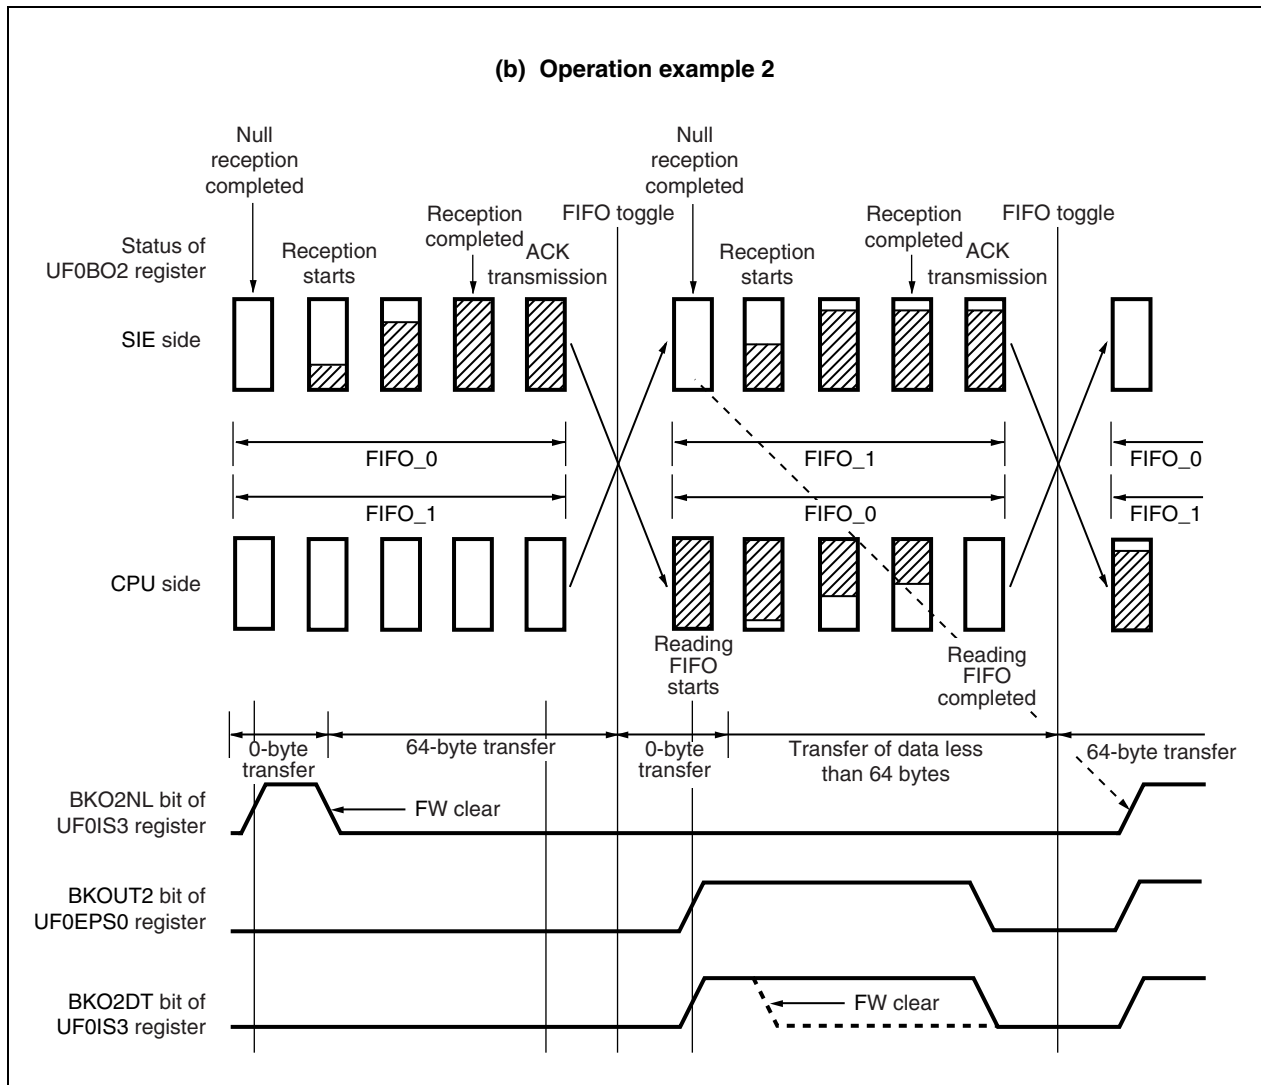 (b) Operation example 2
Null
reception
completed
Null
reception
completed
Reception
completed
FIFO toggle
Reception
completed
FIFO toggle
Status of
UF0BO2 register
Reception
starts
ACK
transmission
Reception
starts
ACK
transmission
SIE side
FIFO_0
FIFO_1
FIFO_0
FIFO_1
FIFO_0
FIFO_1
CPU side
Reading
FIFO
starts
Reading
FIFO
completed
0-byte
transfer
64-byte transfer
0-byte
transfer
Transfer of data less
than 64 bytes
64-byte transfer
BKO2NL bit of
UF0IS3 register
FW clear
BKOUT2 bit of
UF0EPS0 register
BKO2DT bit of
UF0IS3 register
FW clear